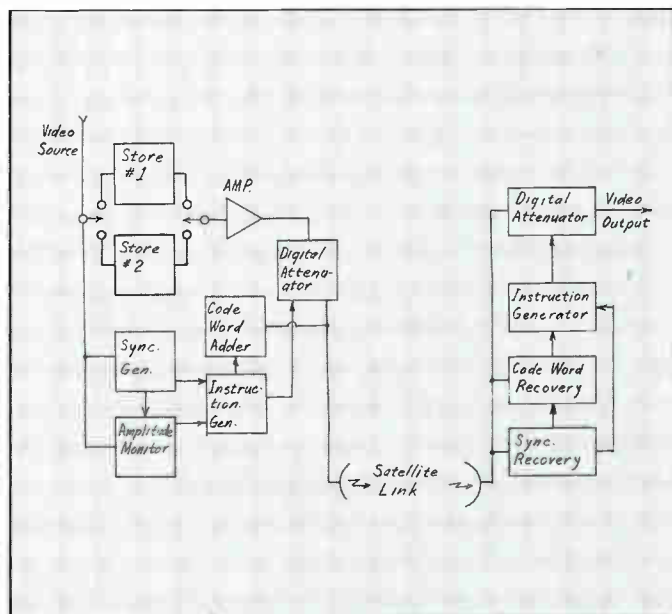 Video
Source
Store
#1
AMP.
Store
#2
Digital
Attenu-
ator
Code
Word
Adder
Sync.
Gen.
Instruc-
tion.
Gen.
Amplitude
Monitor
Satellite
Link
Digital
Attenuator
Video
Output
Instruction
Generator
Code Word
Recovery
Sync.
Recovery